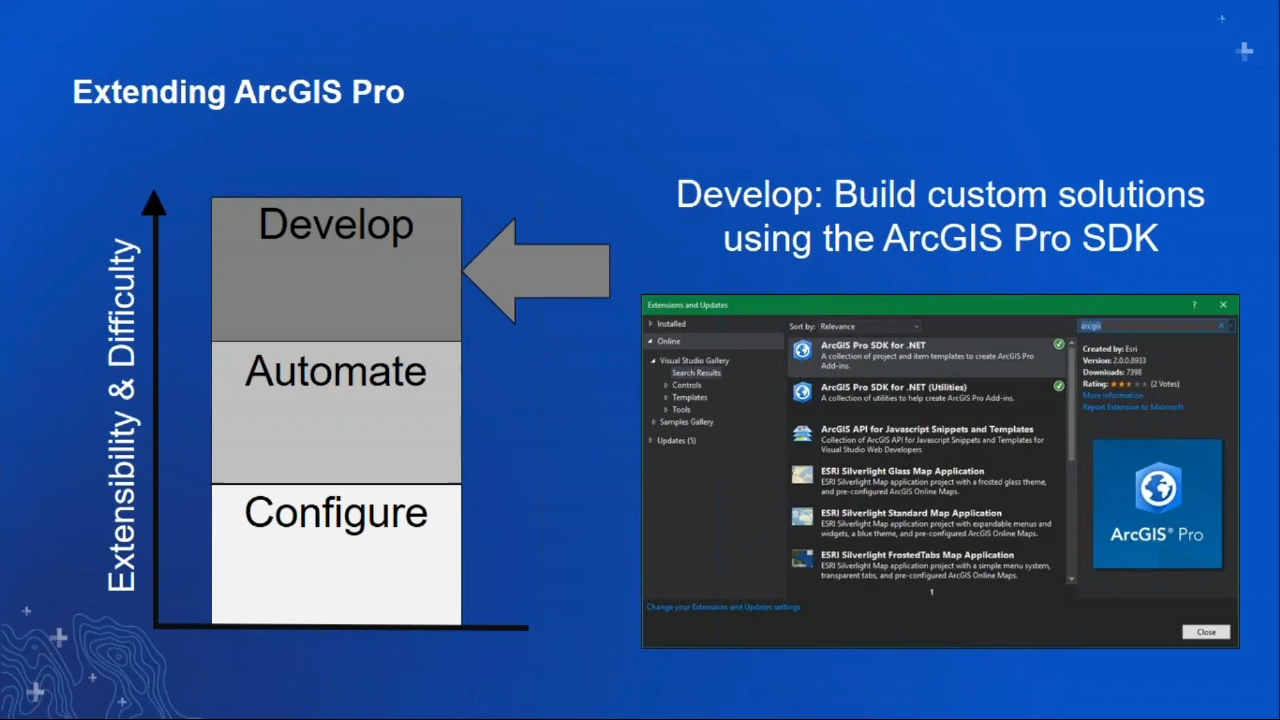 Extending ArcGIS Pro
Extensibility & Difficulty
Develop
Automate
Configure
Develop: Build custom solutions
using the ArcGIS Pro SDK
Extensions and Updates
?
Installed
Online
Visual Studio Gallery
Search Results
Controls
Templates
Tools
Samples Gallery
Updates (5)
Sort by: Relevance
ArcGIS Pro SDK for .NET
A collection of project and item templates to create ArcGIS Pro
Add-ins.
ArcGIS Pro SDK for .NET (Utilities)
A collection of utilities to help create ArcGIS Pro Add-ins.
ArcGIS API for Javascript Snippets and Templates
Collection of ArcGIS API for Javascript Snippets and Templates for
Visual Studio Web Developers
ESRI Silverlight Glass Map Application
ESRI Silverlight Map application project with a frosted glass theme,
and pre-configured ArcGIS Online Maps.
ESRI Silverlight Standard Map Application
ESRI Silverlight Map application project with expandable menus and
widgets, a blue theme, and pre-configured ArcGIS Online Maps.
ESRI Silverlight FrostedTabs Map Application
ESRI Silverlight Map application project with a simple menu system,
transparent tabs, and pre-configured ArcGIS Online Maps.
1
arcgis
Created by: Esri
Version: 2.0.0.8933
Downloads: 7398
Rating: (2 Votes)
More Information
Report Extension to Microsoft
ArcGIS® Pro
Change your Extensions and Updates settings
Close